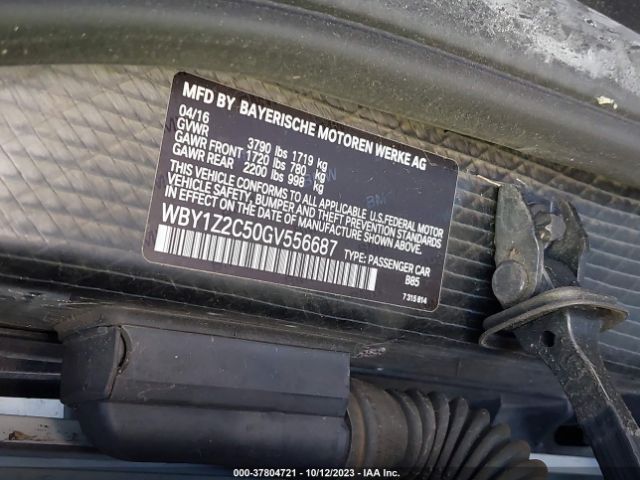 MFD BY BAYERISCHE MOTOREN WERKE AG
04/16
GVWR 3790 lbs 1719 kg
GAWR FRONT 1720 lbs 780 kg
GAWR REAR 2200 lbs 998 kg
THIS VEHICLE CONFORMS TO ALL APPLICABLE U.S.FEDERAL MOTOR
VEHICLE SAFETY, BUMPER AND THEFT PREVENTION STANDARDS
IN EFFECT ON THE DATE OF MANUFACTURE SHOWN ABOVE.
WBY1Z2C50GV556687
TYPE: PASSENGER CAR
B85
7 315 814
000-37804721 - 10/12/2023 - IAA Inc.